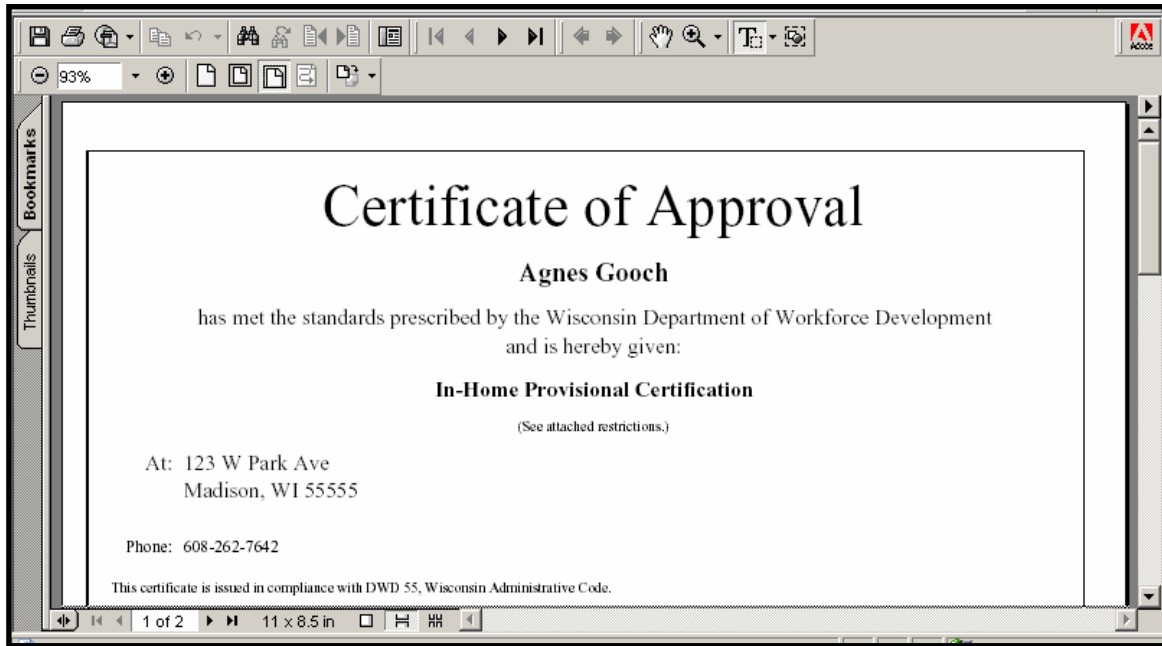 Adobe
93%
Bookmarks
Thumbnails
Certificate of Approval
Agnes Gooch
has met the standards prescribed by the Wisconsin Department of Workforce Development
and is hereby given:
In-Home Provisional Certification
(See attached restrictions.)
At: 123 W Park Ave
Madison, WI 55555
Phone: 608-262-7642
This certificate is issued in compliance with DWD 55, Wisconsin Administrative Code.
1 of 2 11 x 8.5 in